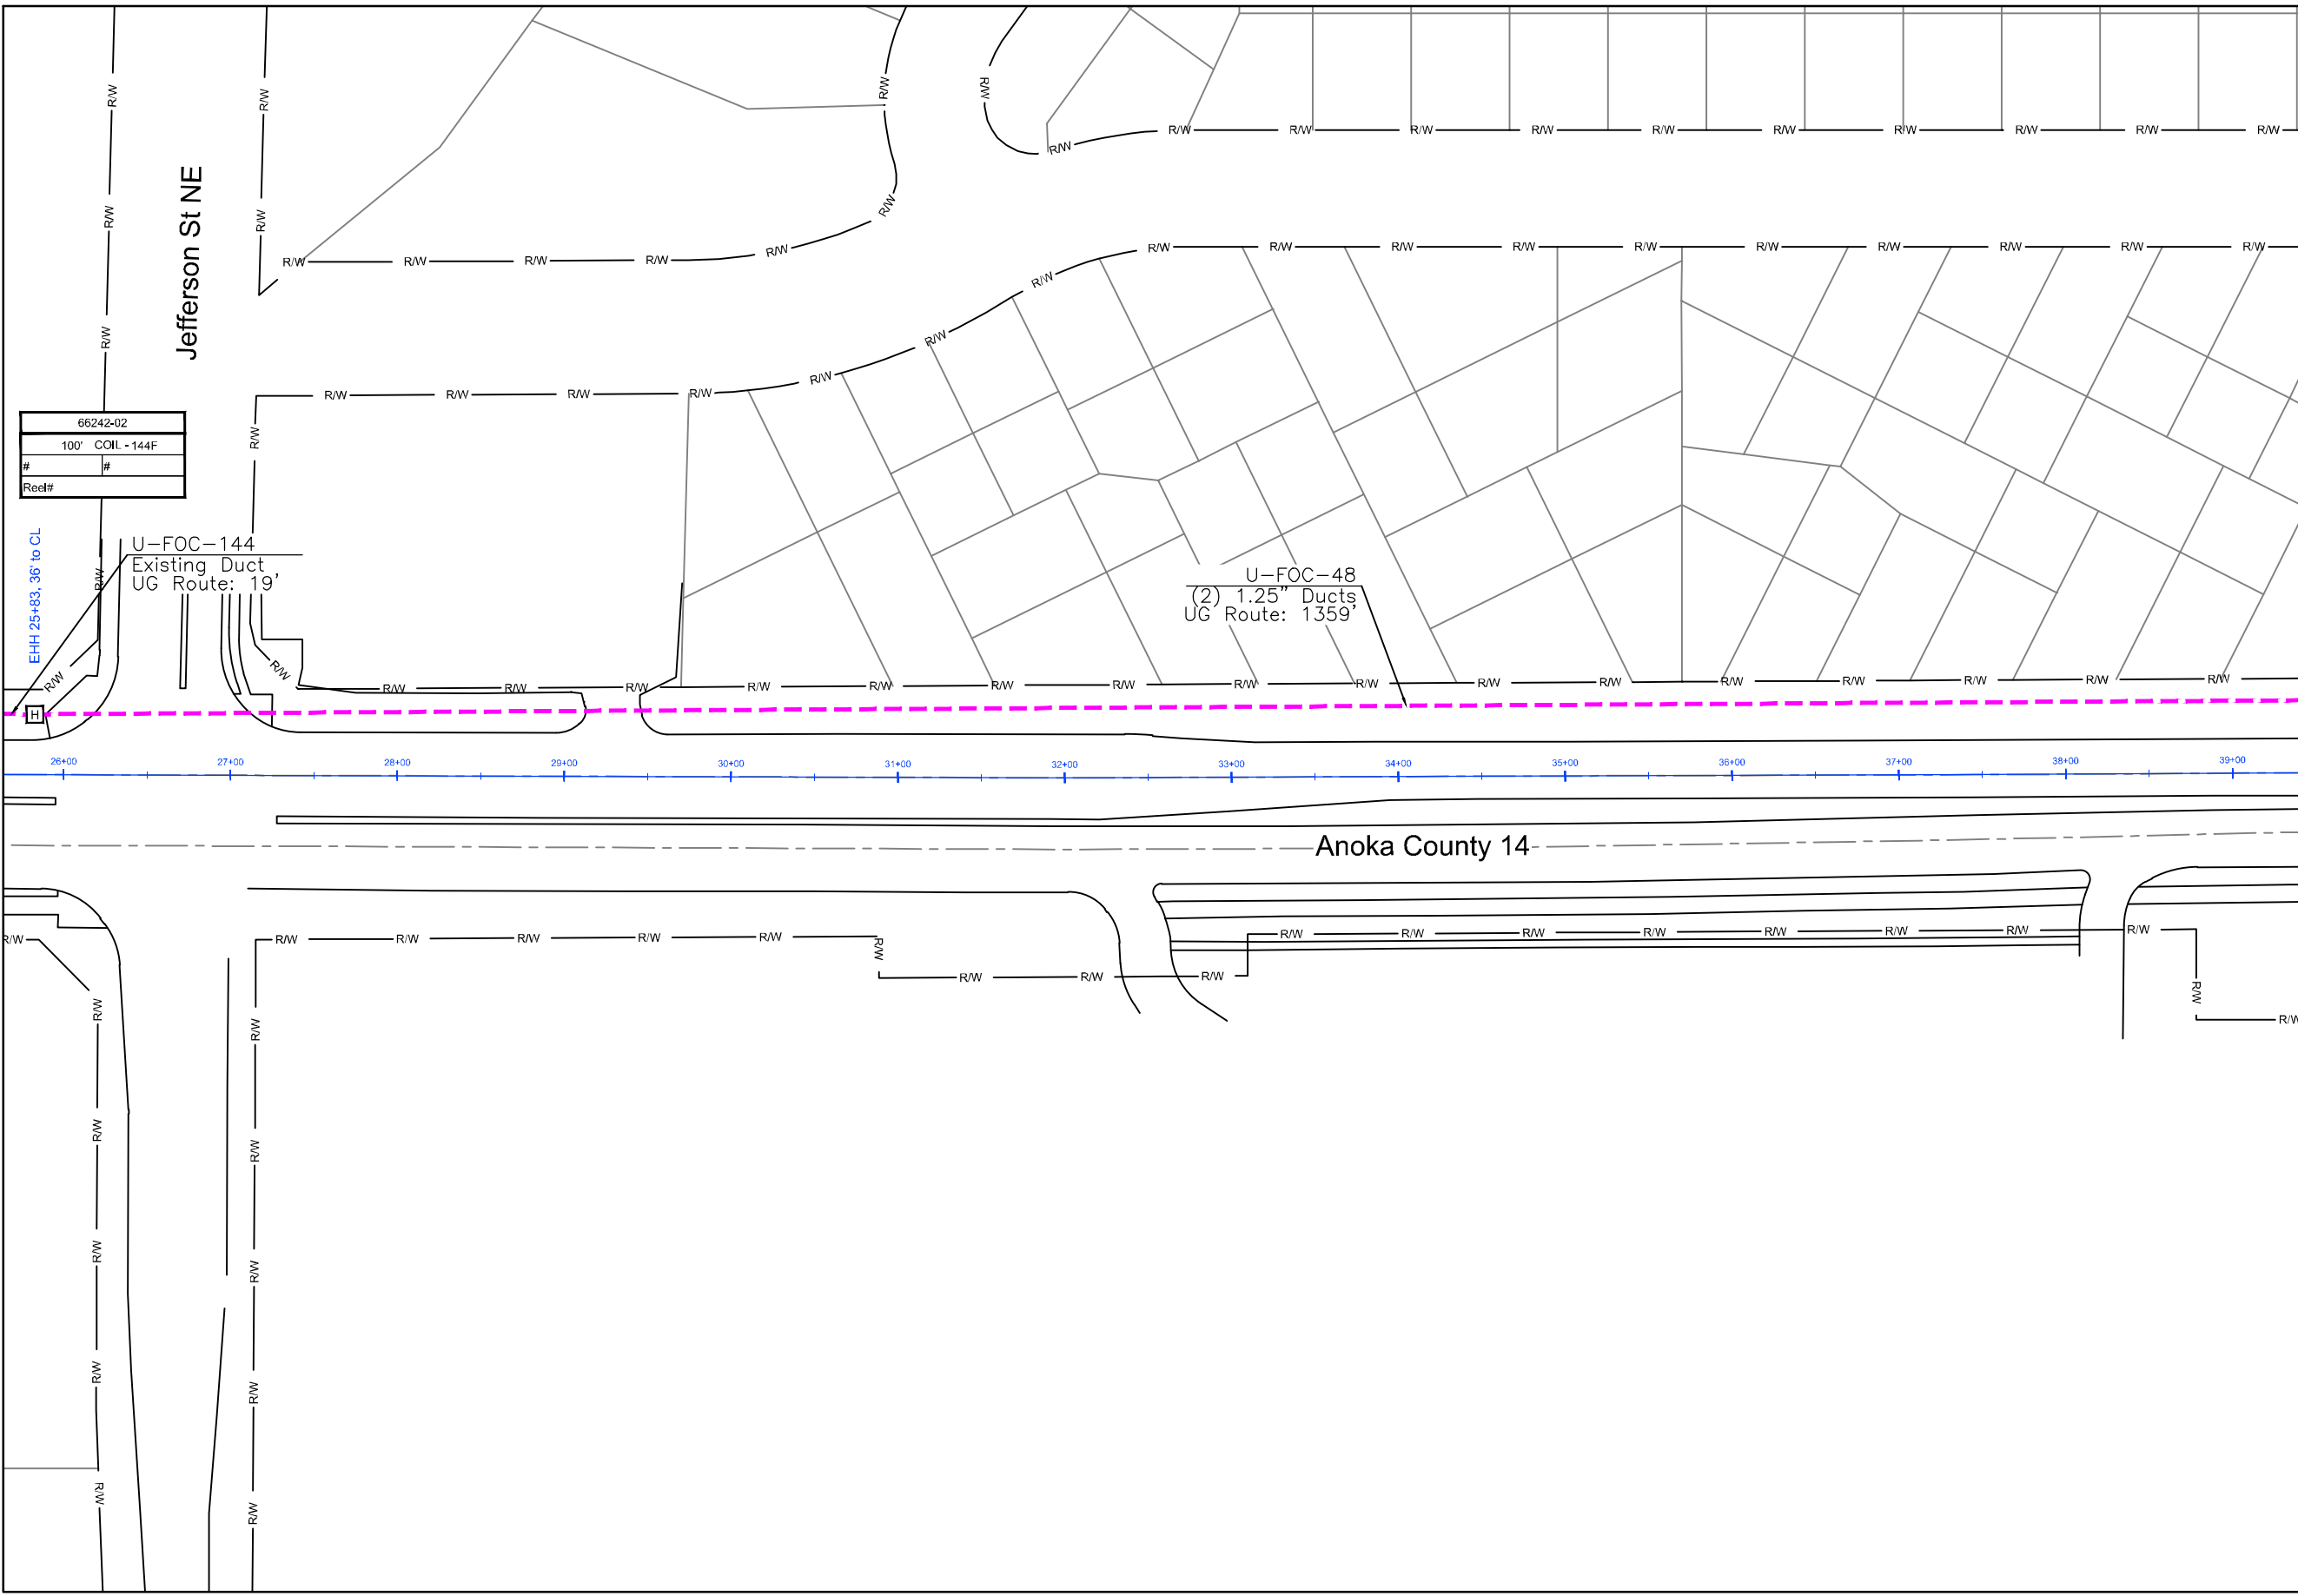 R/W R/W R/W R/W
R/W R/W R/W R/W R/W R/W R/W R/W R/W R/W R/W R/W
R/W R/W R/W
Jefferson St NE
R/W R/W R/W R/W R/W R/W
R/W R/W R/W R/W R/W R/W R/W R/W R/W R/W R/W
R/W R/W R/W
R/W R/W R/W R/W R/W
66242-02
100' COIL - 144F
# #
Reel#
R/W
EHH 25+83, 36' to CL
U-FOC-144
Existing Duct
UG Route: 19'
R/W
U-FOC-48
(2) 1.25" Ducts
UG Route: 1359'
R/W R/W
R/W R/W R/W R/W R/W R/W R/W R/W R/W R/W R/W R/W R/W R/W R/W R/W
H
26+00 27+00 28+00 29+00 30+00 31+00 32+00 33+00 34+00 35+00 36+00 37+00 38+00 39+00
Anoka County 14
R/W R/W R/W R/W R/W R/W R/W R/W R/W R/W R/W R/W R/W R/W R/W
R/W R/W R/W R/W
R/W R/W
R/W R/W
R/W R/W
R/W R/W
R/W R/W
R/W